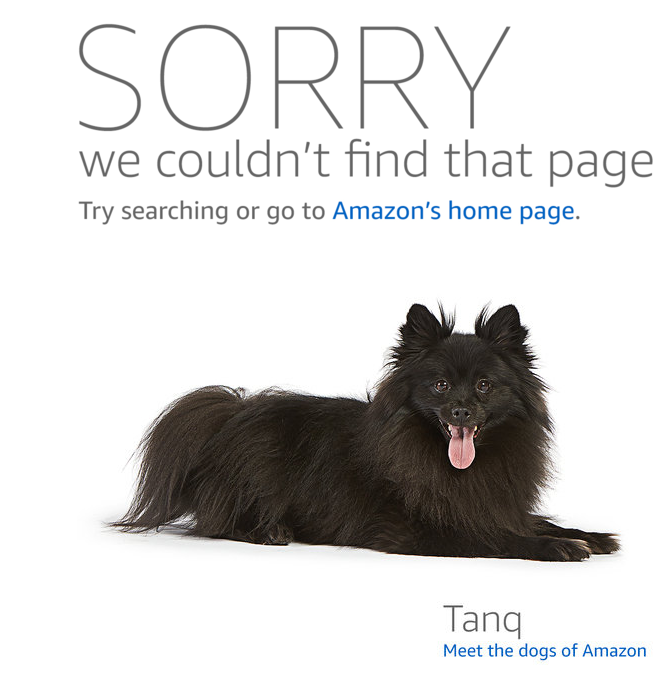 SORRY
we couldn't find that page
Try searching or go to Amazon's home page.
Tanq
Meet the dogs of Amazon